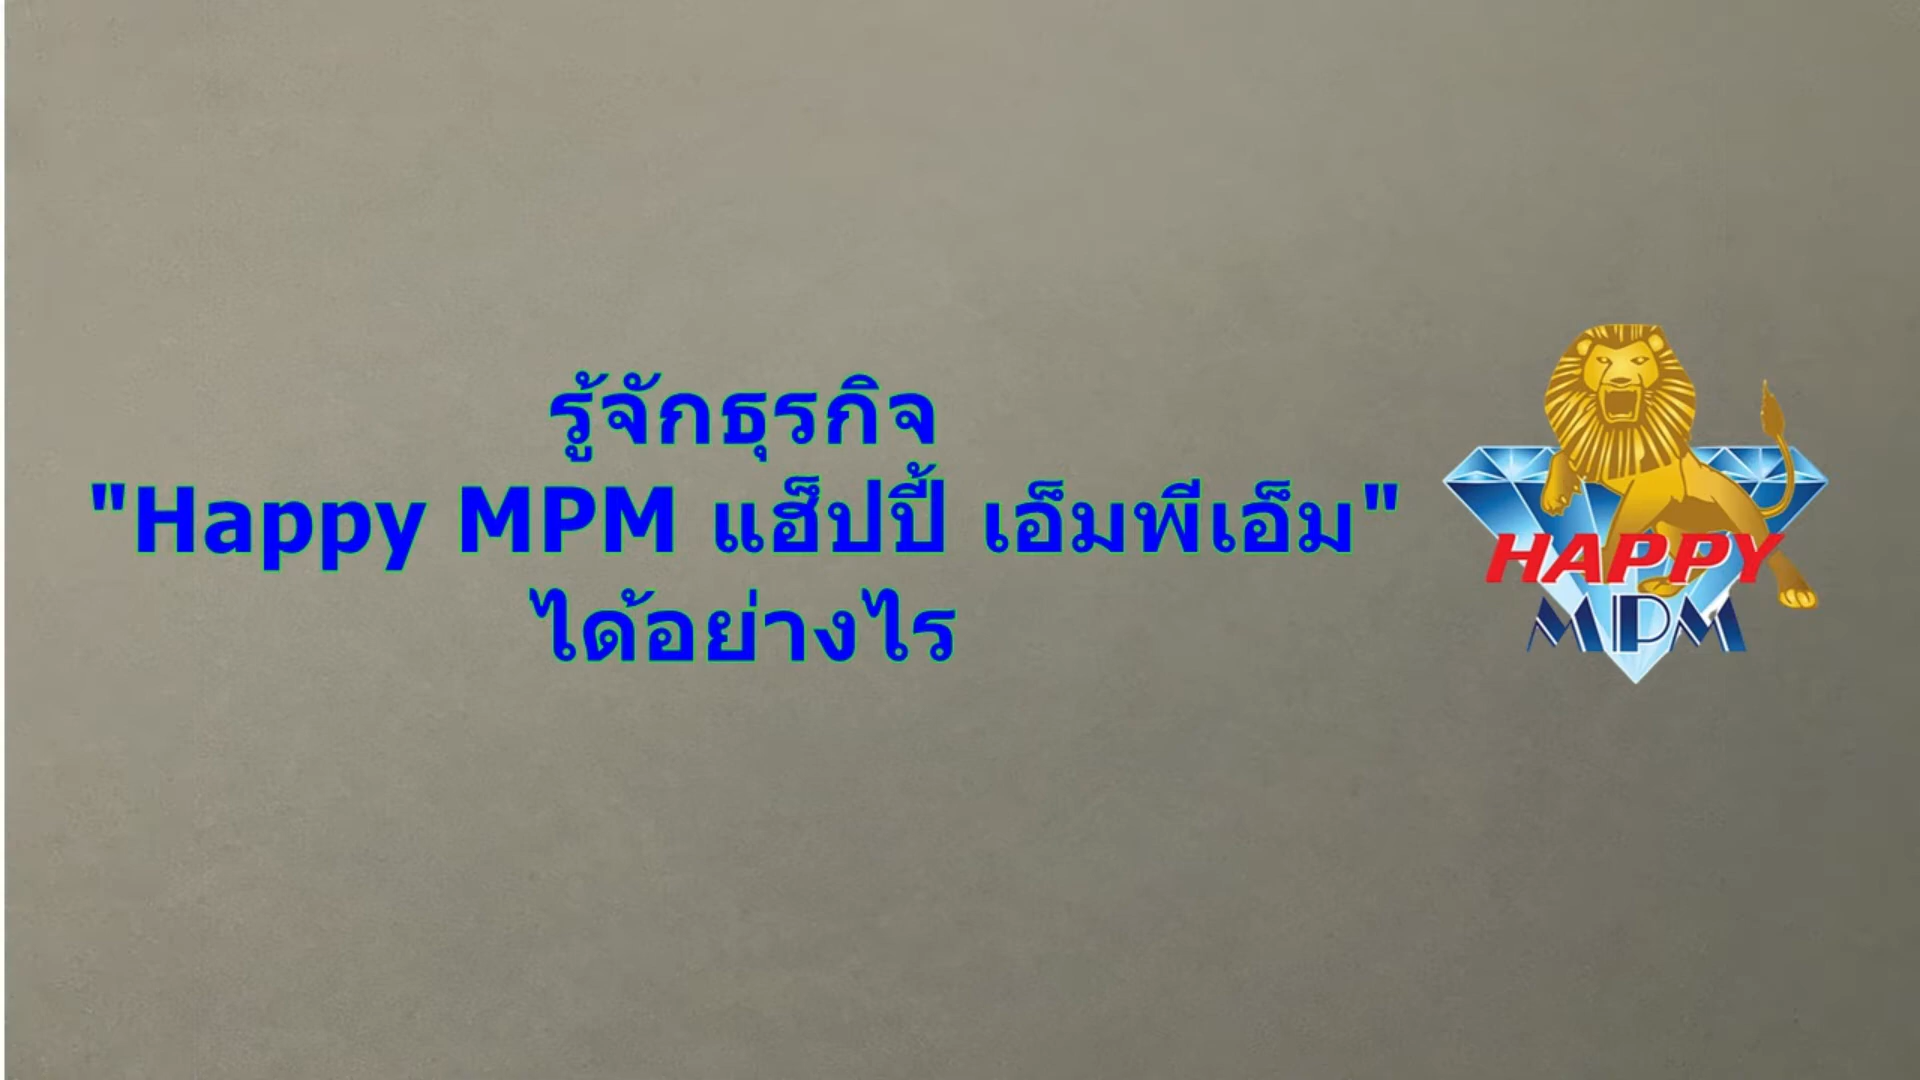 รู้จักธุรกิจ
"Happy MPM แฮ็ปปี้ เอ็มพีเอ็ม"
ได้อย่างไร
HAPPY
MPM